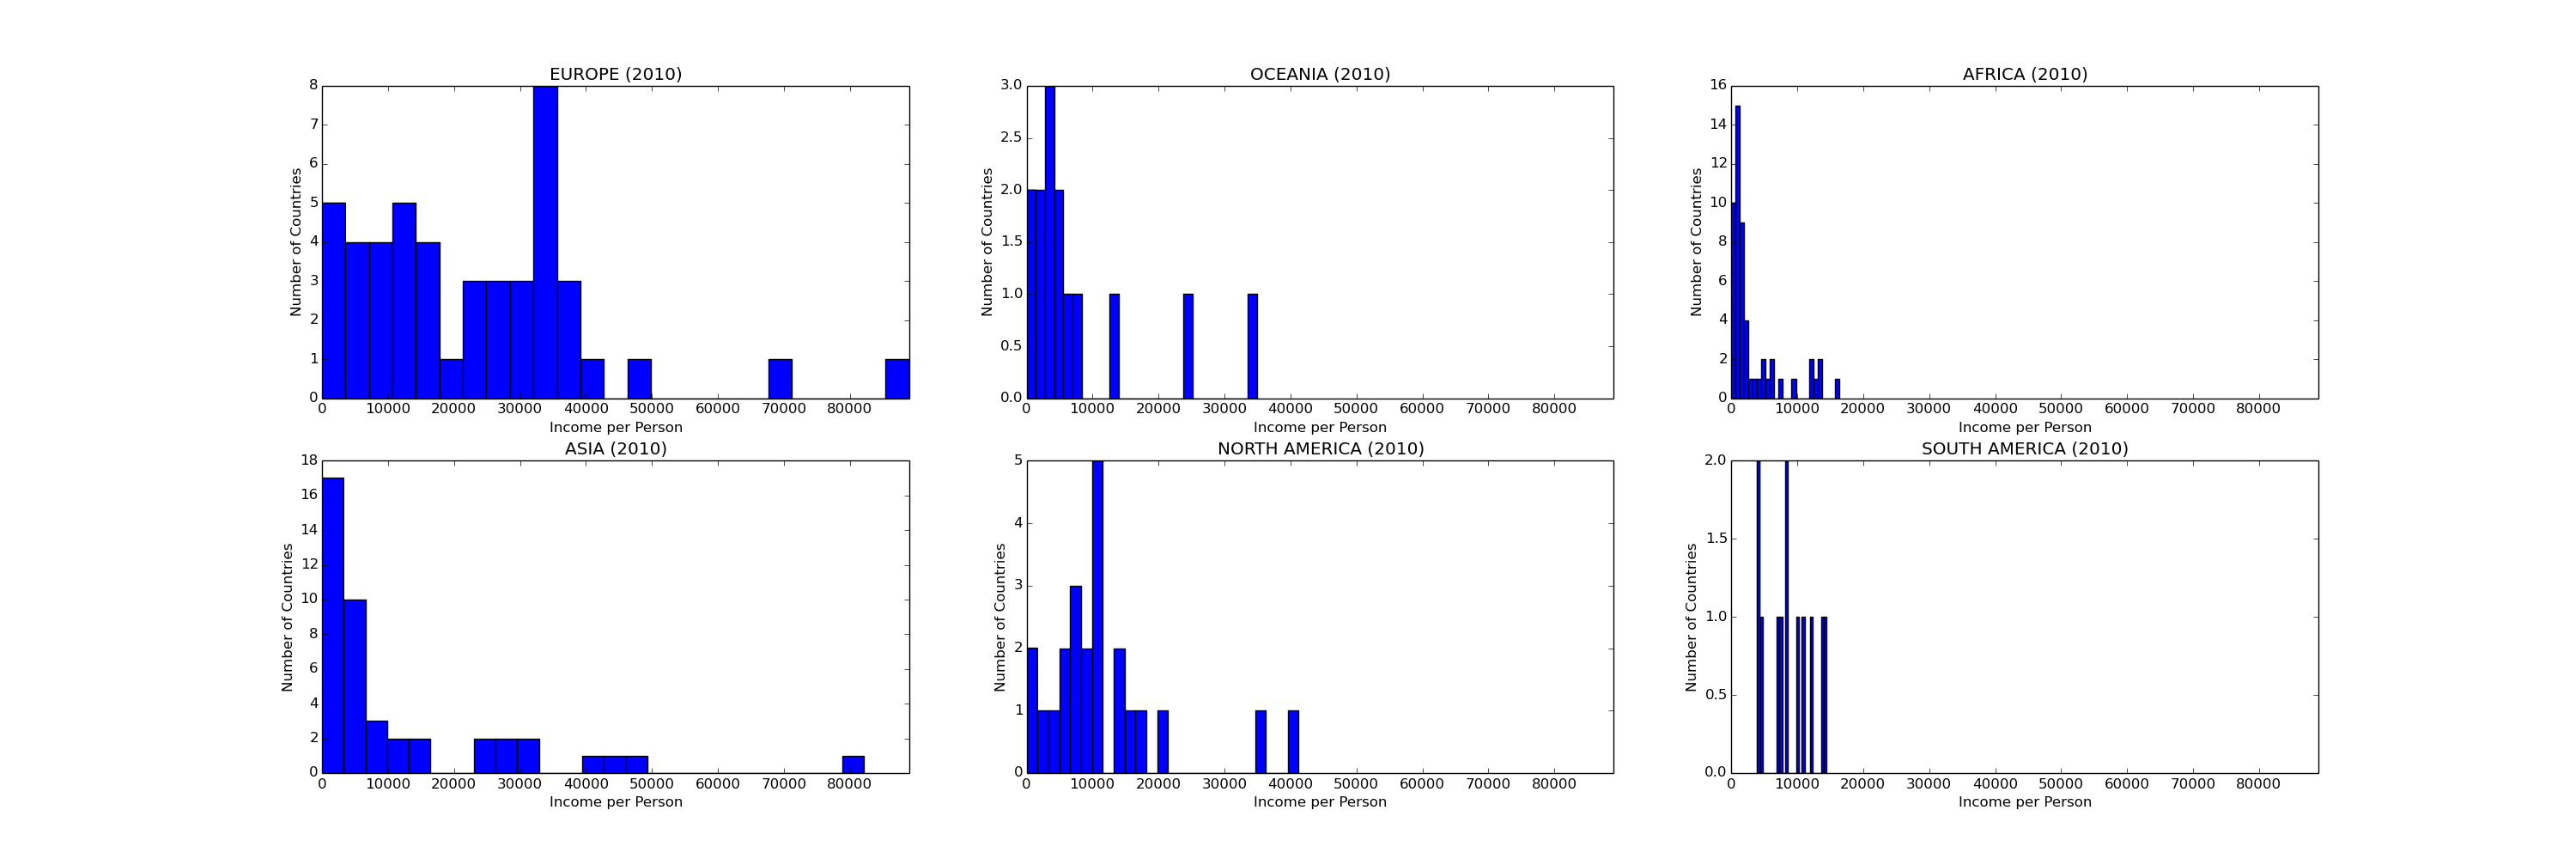 EUROPE (2010)
8
7
6
5
4
3
2
1
0
Number of Countries
0 10000 20000 30000 40000 50000 60000 70000 80000
Income per Person
OCEANIA (2010)
3.0
2.5
2.0
1.5
1.0
0.5
0.0
Number of Countries
0 10000 20000 30000 40000 50000 60000 70000 80000
Income per Person
AFRICA (2010)
16
14
12
10
8
6
4
2
0
Number of Countries
0 10000 20000 30000 40000 50000 60000 70000 80000
Income per Person
ASIA (2010)
18
16
14
12
10
8
6
4
2
0
Number of Countries
0 10000 20000 30000 40000 50000 60000 70000 80000
Income per Person
NORTH AMERICA (2010)
5
4
3
2
1
0
Number of Countries
0 10000 20000 30000 40000 50000 60000 70000 80000
Income per Person
SOUTH AMERICA (2010)
2.0
1.5
1.0
0.5
0.0
Number of Countries
0 10000 20000 30000 40000 50000 60000 70000 80000
Income per Person